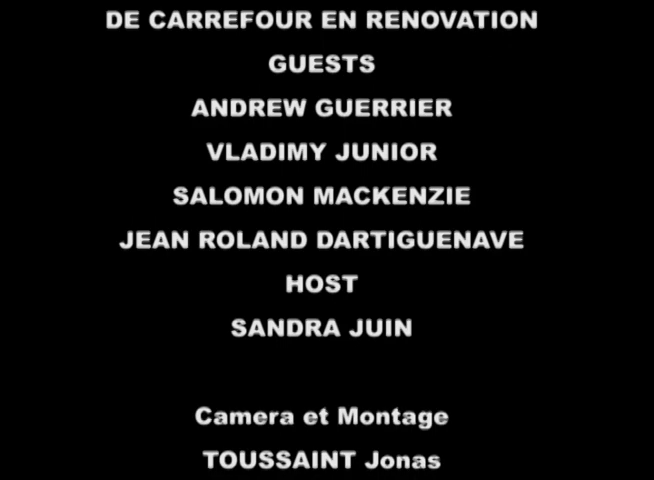 DE CARREFOUR EN RENOVATION
GUESTS
ANDREW GUERRIER
VLADIMY JUNIOR
SALOMON MACKENZIE
JEAN ROLAND DARTIGUENAVE
HOST
SANDRA JUIN
Camera et Montage
TOUSSAINT Jonas